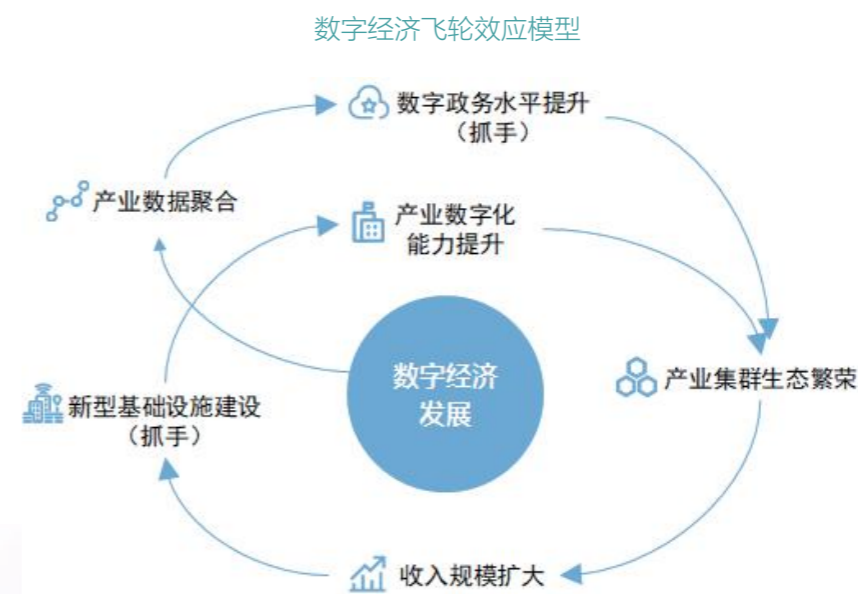 数字经济飞轮效应模型
数字政务水平提升
（抓手）
产业数据聚合
产业数字化
能力提升
数字经济
发展
产业集群生态繁荣
新型基础设施建设
（抓手）
收入规模扩大